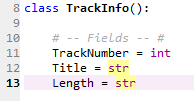 8 class TrackInfo():
9
10 # -- Fields -- #
11 TrackNumber = int
12 Title = str
13 Length = str